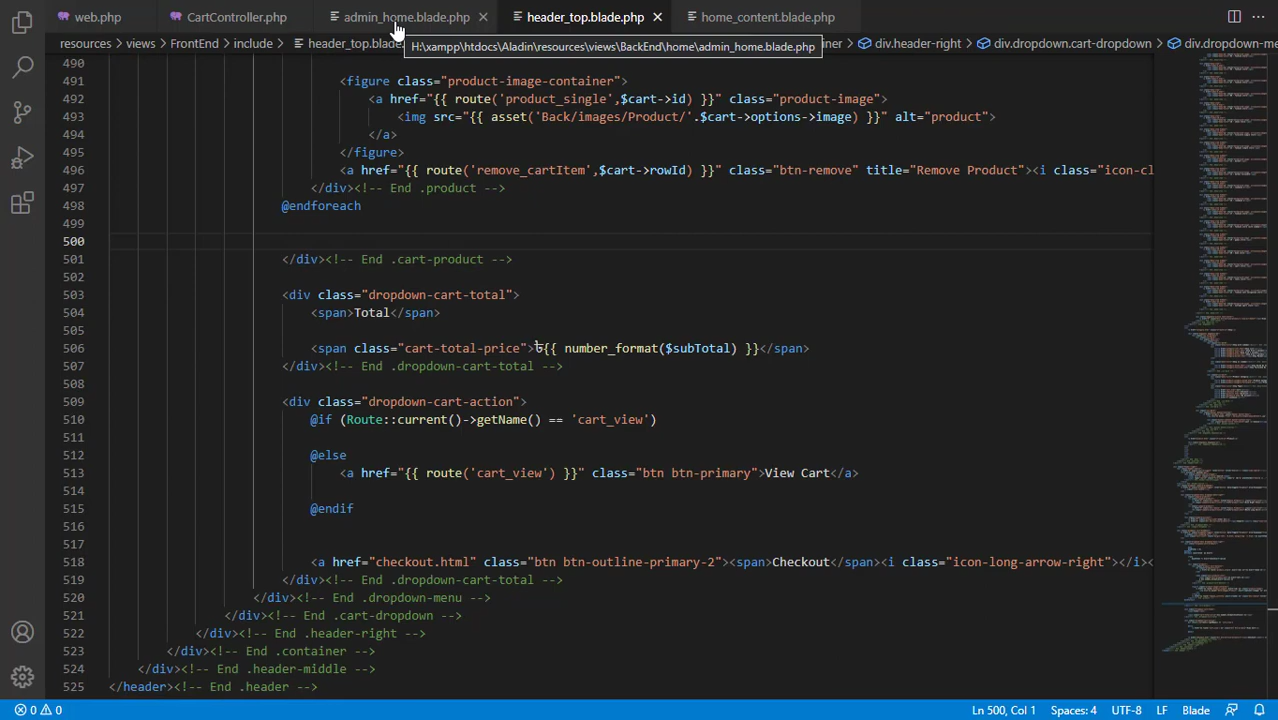 web.php CartController.php admin_home.blade.php header_top.blade.php home_content.blade.php
resources > views > FrontEnd > include > header_top.blade. div.header-right > div.dropdown.cart-dropdown > div.dropdown-me
H:\xampp\htdocs\Aladin\resources\views\BackEnd\home\admin_home.blade.php
490
491 <figure class="product-image-container">
492 <a href="{{ route('product_single',$cart->id) }}" class="product-image">
493 <img src="{{ asset('Back/images/Product/'.$cart->options->image) }}" alt="product">
494 </a>
495 </figure>
496 <a href="{{ route('remove_cartItem',$cart->rowId) }}" class="btn-remove" title="Remove Product"><i class="icon-cl
497 </div><!-- End .product -->
498 @endforeach
499
500
501 </div><!-- End .cart-product -->
502
503 <div class="dropdown-cart-total">
504 <span>Total</span>
505
506 <span class="cart-total-price">৳{{ number_format($subTotal) }}</span>
507 </div><!-- End .dropdown-cart-total -->
508
509 <div class="dropdown-cart-action">
510 @if (Route::current()->getName() == 'cart_view')
511
512 @else
513 <a href="{{ route('cart_view') }}" class="btn btn-primary">View Cart</a>
514
515 @endif
516
517
518 <a href="checkout.html" class="btn btn-outline-primary-2"><span>Checkout</span><i class="icon-long-arrow-right"></i><
519 </div><!-- End .dropdown-cart-total -->
520 </div><!-- End .dropdown-menu -->
521 </div><!-- End .cart-dropdown -->
522 </div><!-- End .header-right -->
523 </div><!-- End .container -->
524 </div><!-- End .header-middle -->
525 </header><!-- End .header -->
0 0 Ln 500, Col 1 Spaces: 4 UTF-8 LF Blade